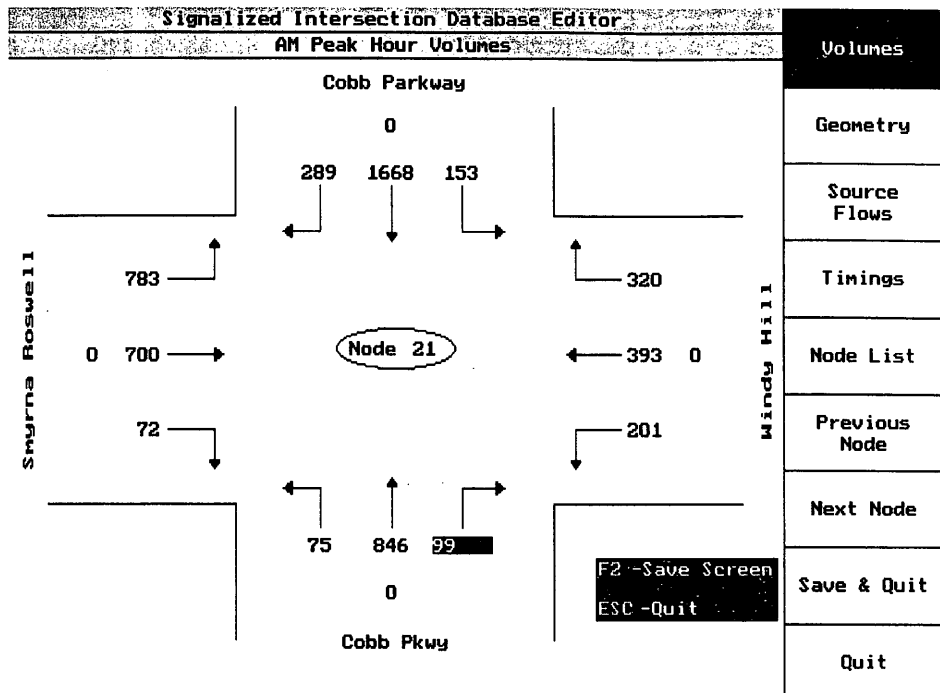 Signalized Intersection Database Editor
AM Peak Hour Volumes
Cobb Parkway
0
289 1668 153
783
320
Smyrna Roswell
0 700
Node 21
393 0
Windy Hill
72
201
75 846 99
0
Cobb Pkwy
F2 -Save Screen
ESC -Quit
Volumes
Geometry
Source
Flows
Timings
Node List
Previous
Node
Next Node
Save & Quit
Quit